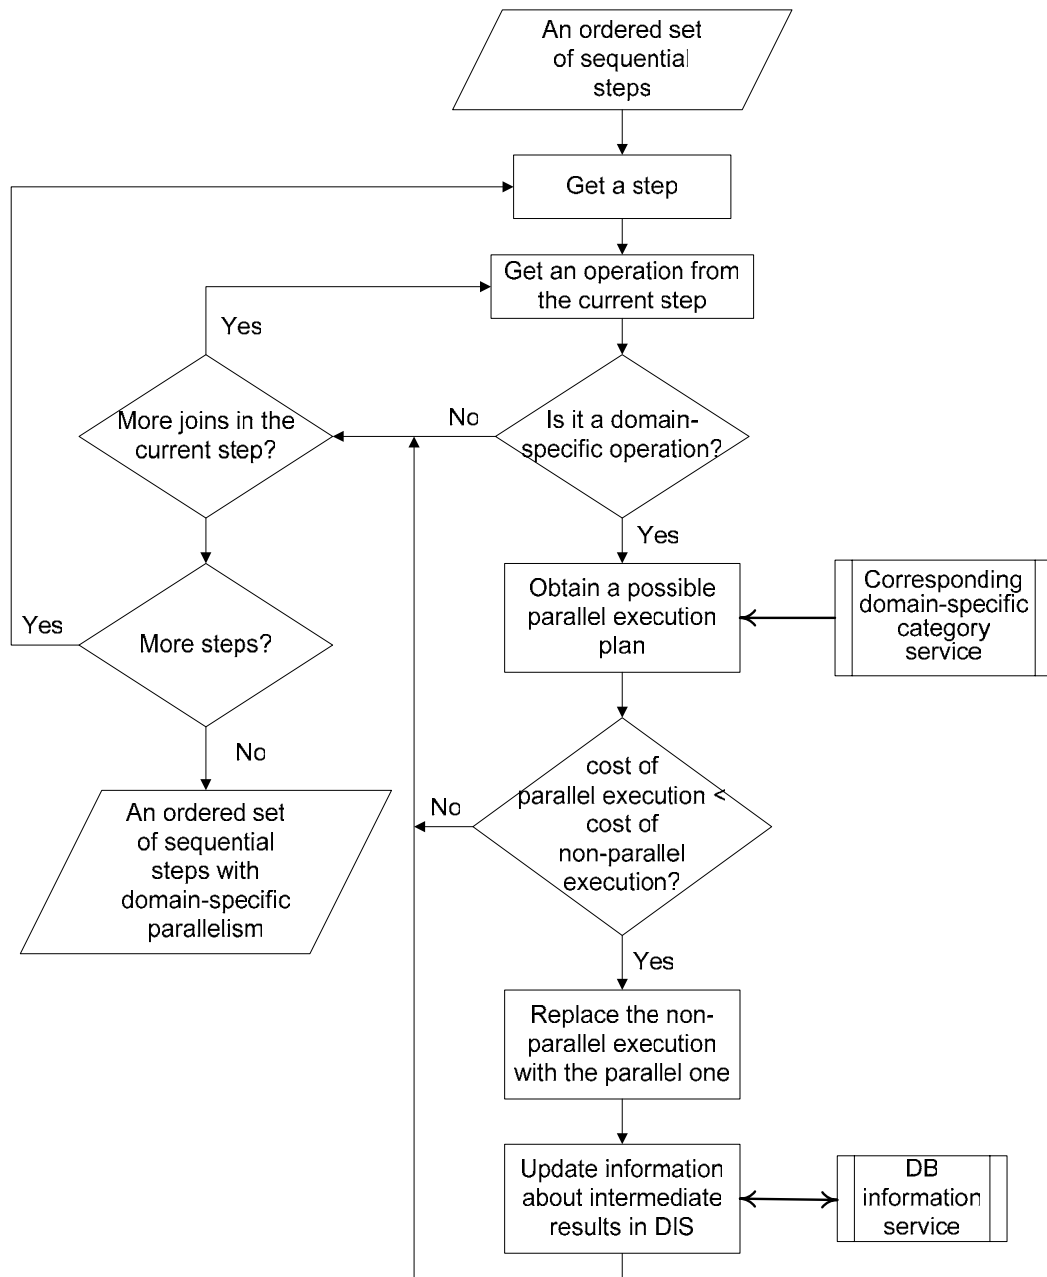 An ordered set
of sequential
steps
Get a step
Get an operation from
the current step
Yes
More joins in the
current step?
No
Is it a domain-
specific operation?
Yes
Obtain a possible
parallel execution
plan
Corresponding
domain-specific
category
service
Yes
More steps?
No
An ordered set
of sequential
steps with
domain-specific
parallelism
No
cost of
parallel execution <
cost of
non-parallel
execution?
Yes
Replace the non-
parallel execution
with the parallel one
Update information
about intermediate
results in DIS
DB
information
service